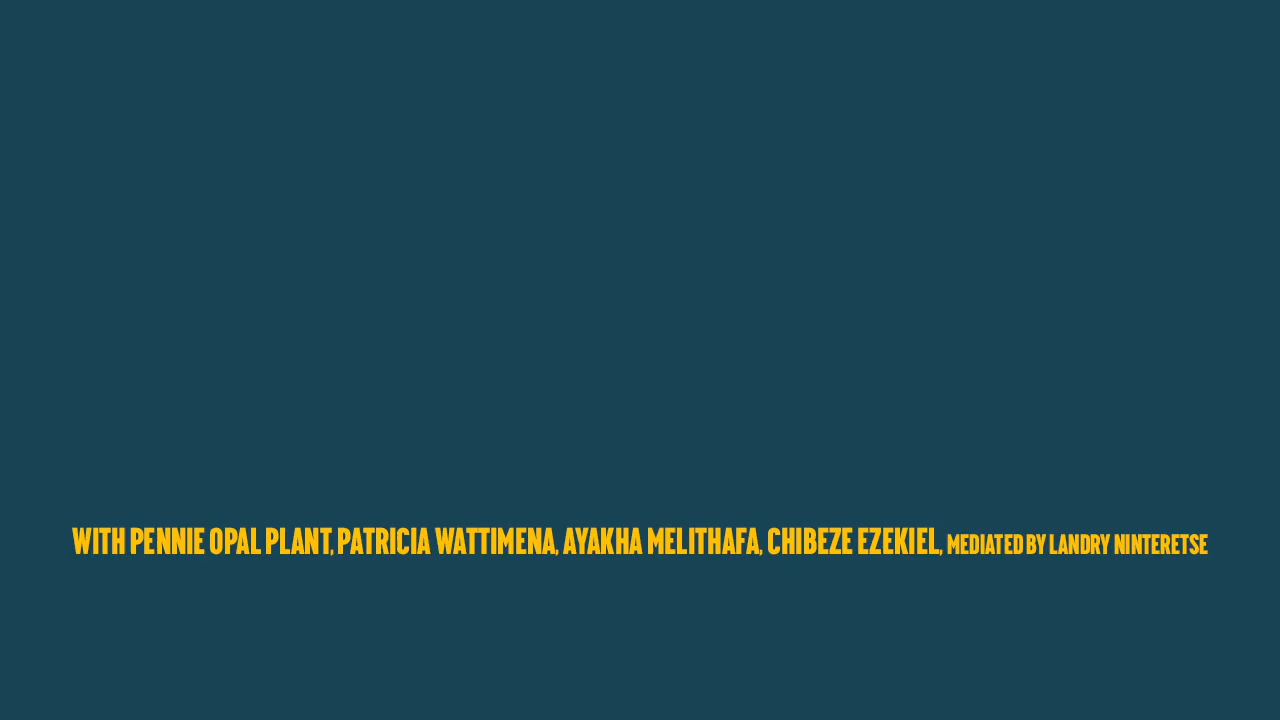 WITH PENNIE OPAL PLANT, PATRICIA WATTIMENA, AYAKHA MELITHAFA, CHIBEZE EZEKIEL, MEDIATED BY LANDRY NINTERETSE